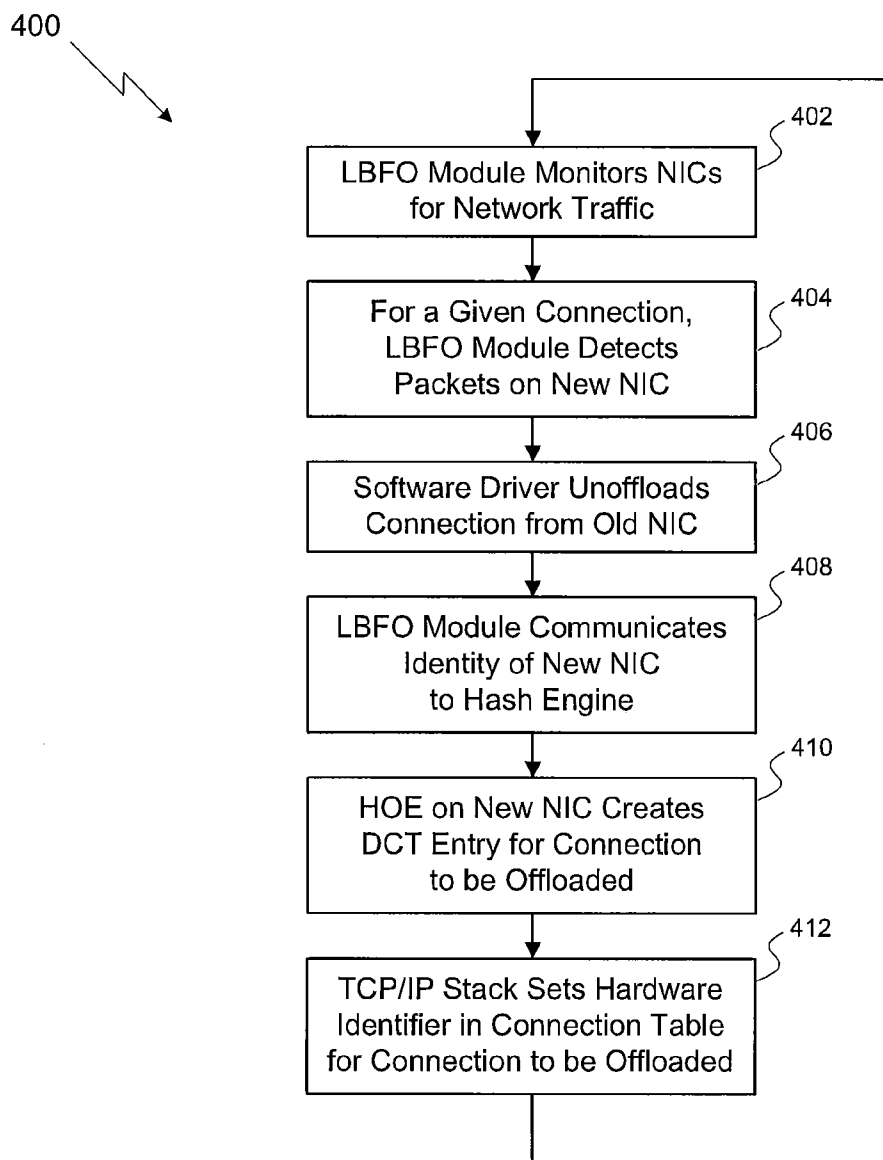 400
402
LBFO Module Monitors NICs
for Network Traffic
404
For a Given Connection,
LBFO Module Detects
Packets on New NIC
406
Software Driver Unoffloads
Connection from Old NIC
408
LBFO Module Communicates
Identity of New NIC
to Hash Engine
410
HOE on New NIC Creates
DCT Entry for Connection
to be Offloaded
412
TCP/IP Stack Sets Hardware
Identifier in Connection Table
for Connection to be Offloaded